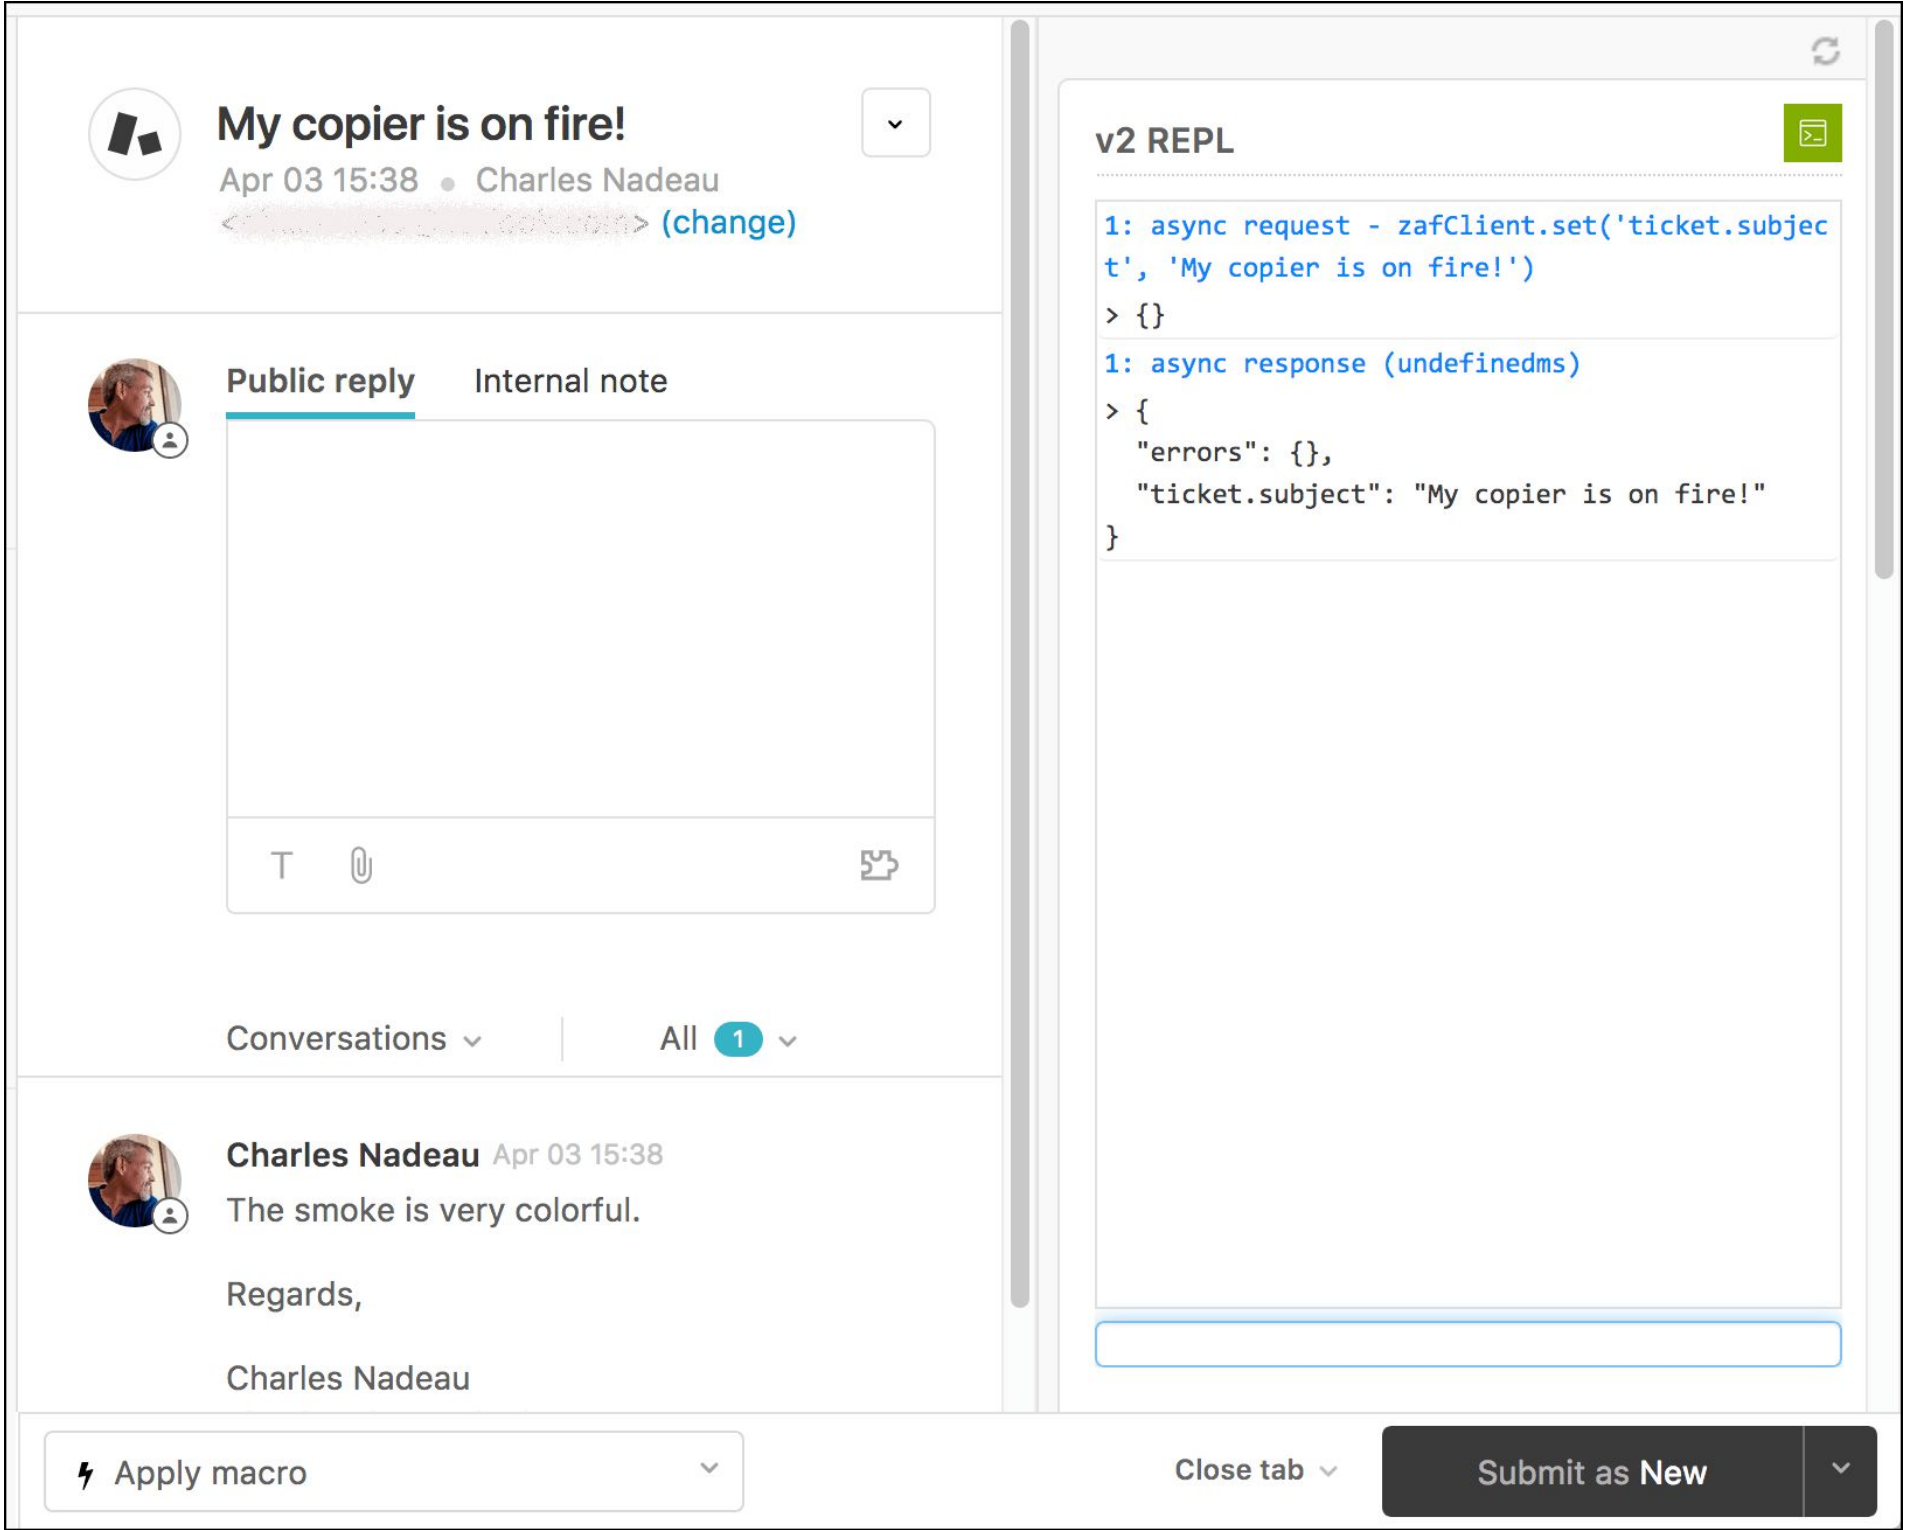 My copier is on fire!
Apr 03 15:38 • Charles Nadeau
< > (change)
Public reply Internal note
T
Conversations All 1
Charles Nadeau Apr 03 15:38
The smoke is very colorful.
Regards,
Charles Nadeau
Apply macro
v2 REPL
1: async request - zafClient.set('ticket.subjec
t', 'My copier is on fire!')
> {}
1: async response (undefinedms)
> {
"errors": {},
"ticket.subject": "My copier is on fire!"
}
Close tab
Submit as New